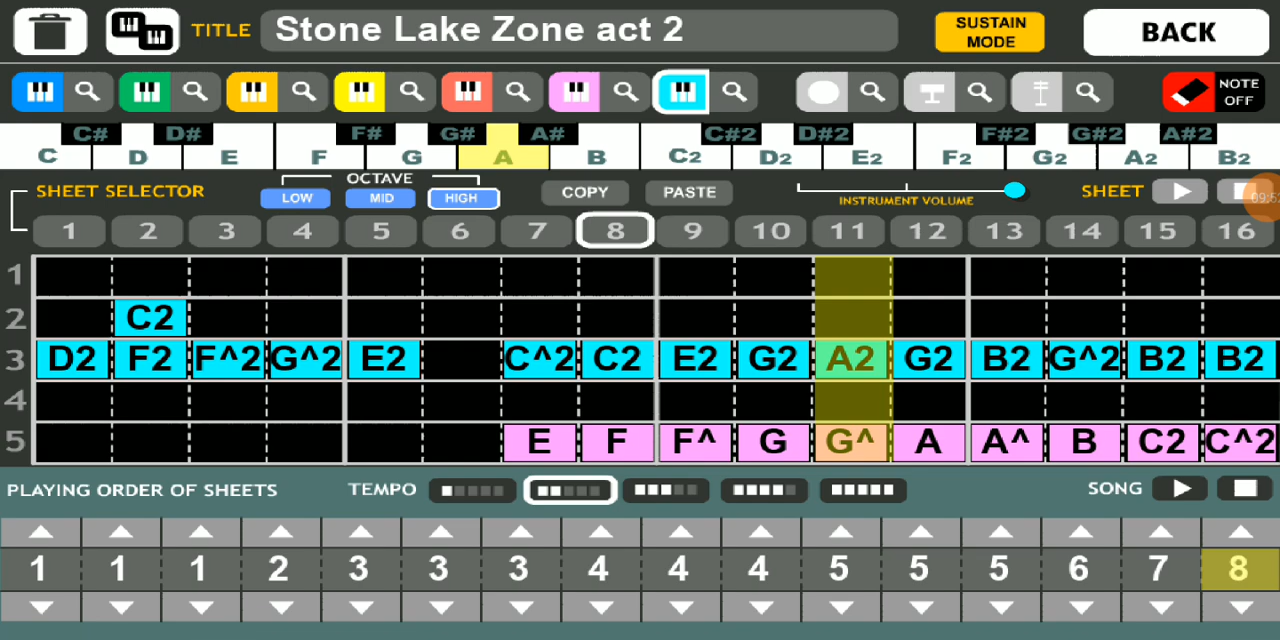 TITLE Stone Lake Zone act 2 SUSTAIN MODE BACK
NOTE OFF
C# D# F# G# A# C#2 D#2 F#2 G#2 A#2
C D E F G A B C2 D2 E2 F2 G2 A2 B2
SHEET SELECTOR OCTAVE LOW MID HIGH COPY PASTE INSTRUMENT VOLUME SHEET
1 2 3 4 5 6 7 8 9 10 11 12 13 14 15 16
1
2 C2
3 D2 F2 F^2 G^2 E2 C^2 C2 E2 G2 A2 G2 B2 G^2 B2 B2
4
5 E F F^ G G^ A A^ B C2 C^2
PLAYING ORDER OF SHEETS TEMPO SONG
1 1 1 2 3 3 3 4 4 4 5 5 5 6 7 8